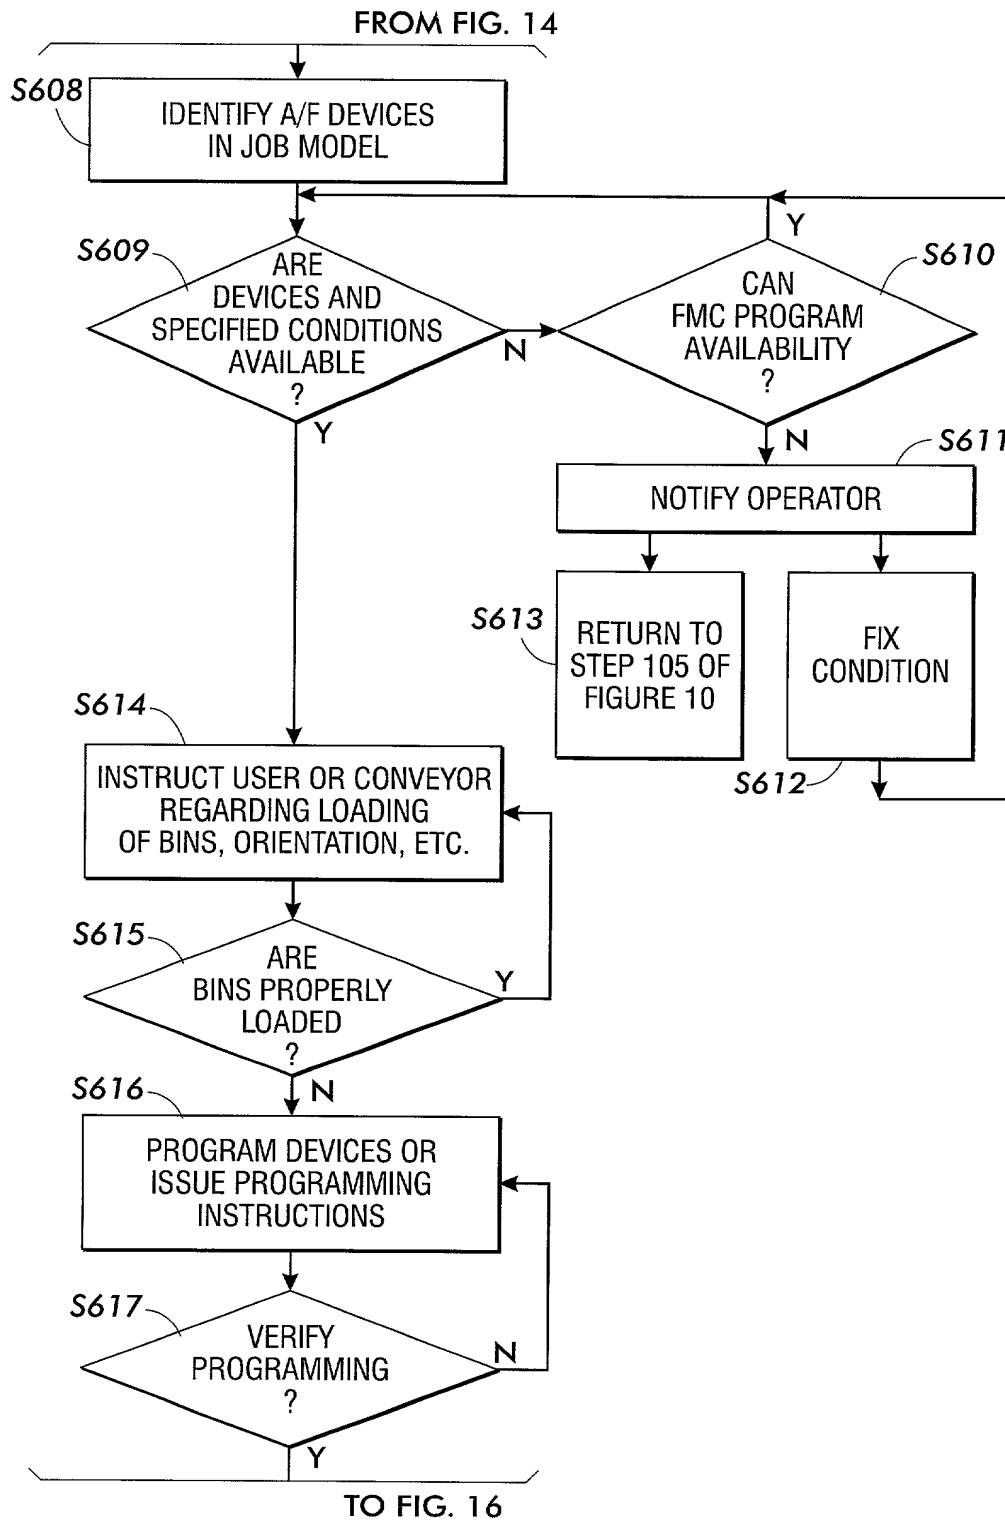 FROM FIG. 14
S608
IDENTIFY A/F DEVICES
IN JOB MODEL
S609
ARE
DEVICES AND
SPECIFIED CONDITIONS
AVAILABLE
?
N
Y
S610
Y
CAN
FMC PROGRAM
AVAILABILITY
?
N
S611
NOTIFY OPERATOR
S613
RETURN TO
STEP 105 OF
FIGURE 10
FIX
CONDITION
S612
S614
INSTRUCT USER OR CONVEYOR
REGARDING LOADING
OF BINS, ORIENTATION, ETC.
S615
ARE
BINS PROPERLY
LOADED
?
Y
N
S616
PROGRAM DEVICES OR
ISSUE PROGRAMMING
INSTRUCTIONS
S617
VERIFY
PROGRAMMING
?
N
Y
TO FIG. 16